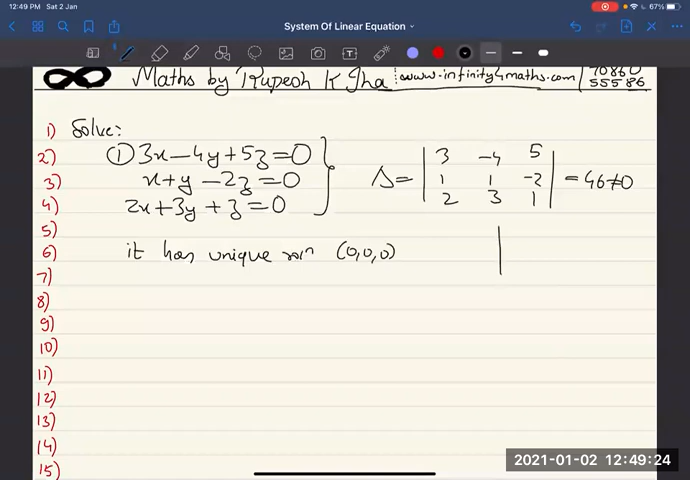 12:49 PM Sat 2 Jan
67%
System Of Linear Equation
Maths by Rupesh K Jha
www.infinity4maths.com
70860
55586
1) Solve:
2) ① 3x-4y+5z=0
3) x+y-2z=0
4) 2x+3y+z=0
Δ= | 3 -4 5 |
| 1 1 -2 | = 46≠0
| 2 3 1 |
5)
6) it has unique soln (0,0,0)
7)
8)
9)
10)
11)
12)
13)
14)
15)
2021-01-02 12:49:24